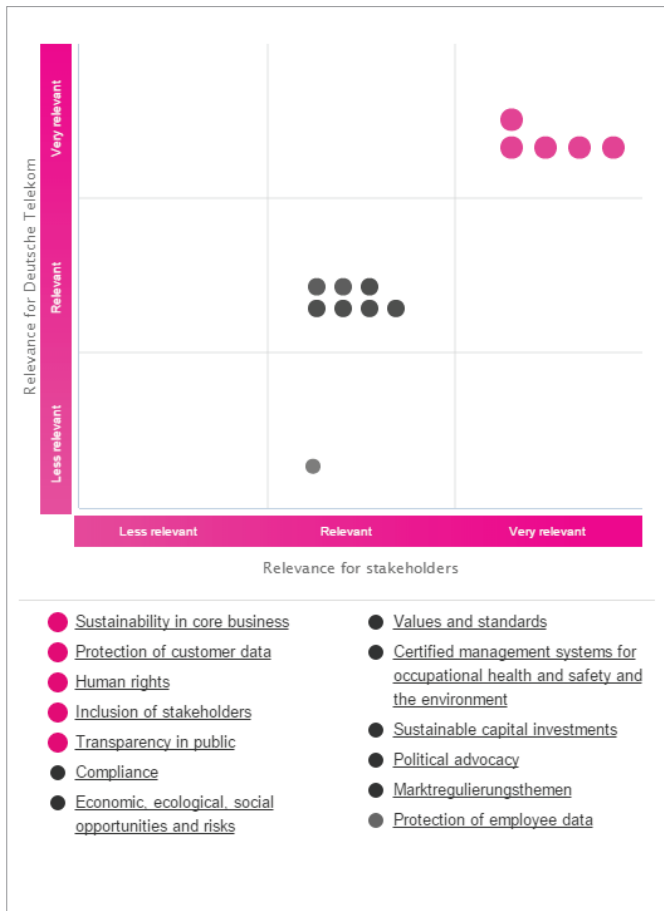 Relevance for Deutsche Telekom
Very relevant
Relevant
Less relevant
Less relevant
Relevant
Very relevant
Relevance for stakeholders
Sustainability in core business
Protection of customer data
Human rights
Inclusion of stakeholders
Transparency in public
Compliance
Economic, ecological, social
opportunities and risks
Values and standards
Certified management systems for
occupational health and safety and
the environment
Sustainable capital investments
Political advocacy
Marktregulierungsthemen
Protection of employee data